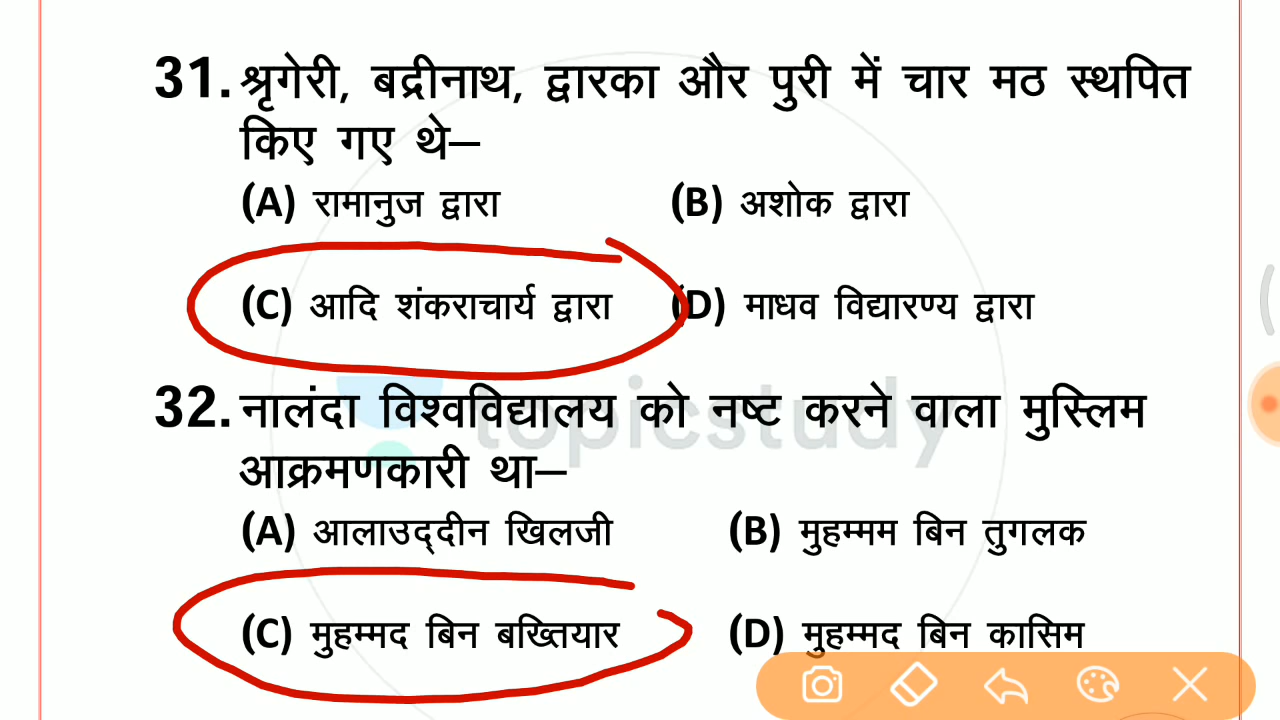 31. श्रृगेरी, बद्रीनाथ, द्वारका और पुरी में चार मठ स्थपित
किए गए थे–
(A) रामानुज द्वारा (B) अशोक द्वारा
(C) आदि शंकराचार्य द्वारा (D) माधव विद्यारण्य द्वारा
topicstudy
32. नालंदा विश्वविद्यालय को नष्ट करने वाला मुस्लिम
आक्रमणकारी था–
(A) आलाउद्‌दीन खिलजी (B) मुहम्मम बिन तुगलक
(C) मुहम्मद बिन बख्तियार (D) मुहम्मद बिन कासिम